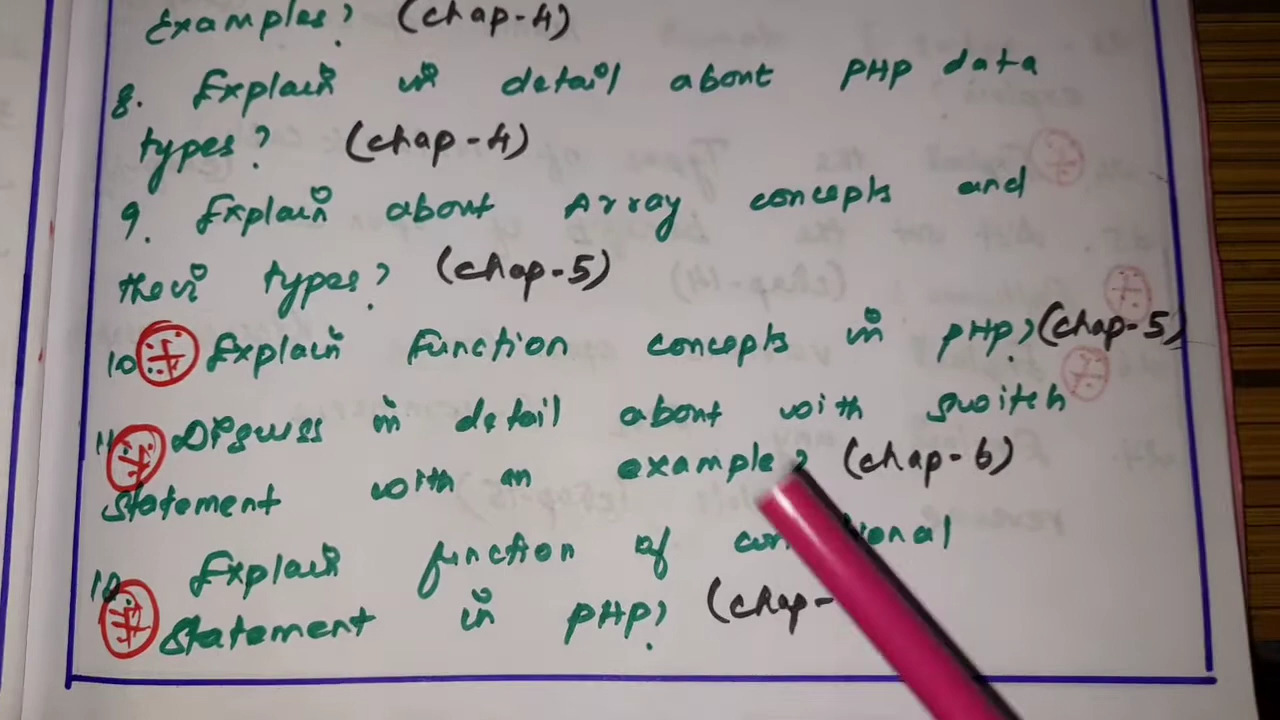 Examples? (chap-4)
8. Explain in detail about PHP data
types? (chap-4)
9. Explain about Array concepts and
their types? (chap-5)
10. Explain Function concepts in PHP? (chap-5)
11. Disuss in detail about with switch
statement with an example? (chap-6)
12. Explain function of
statement in PHP? (chap-